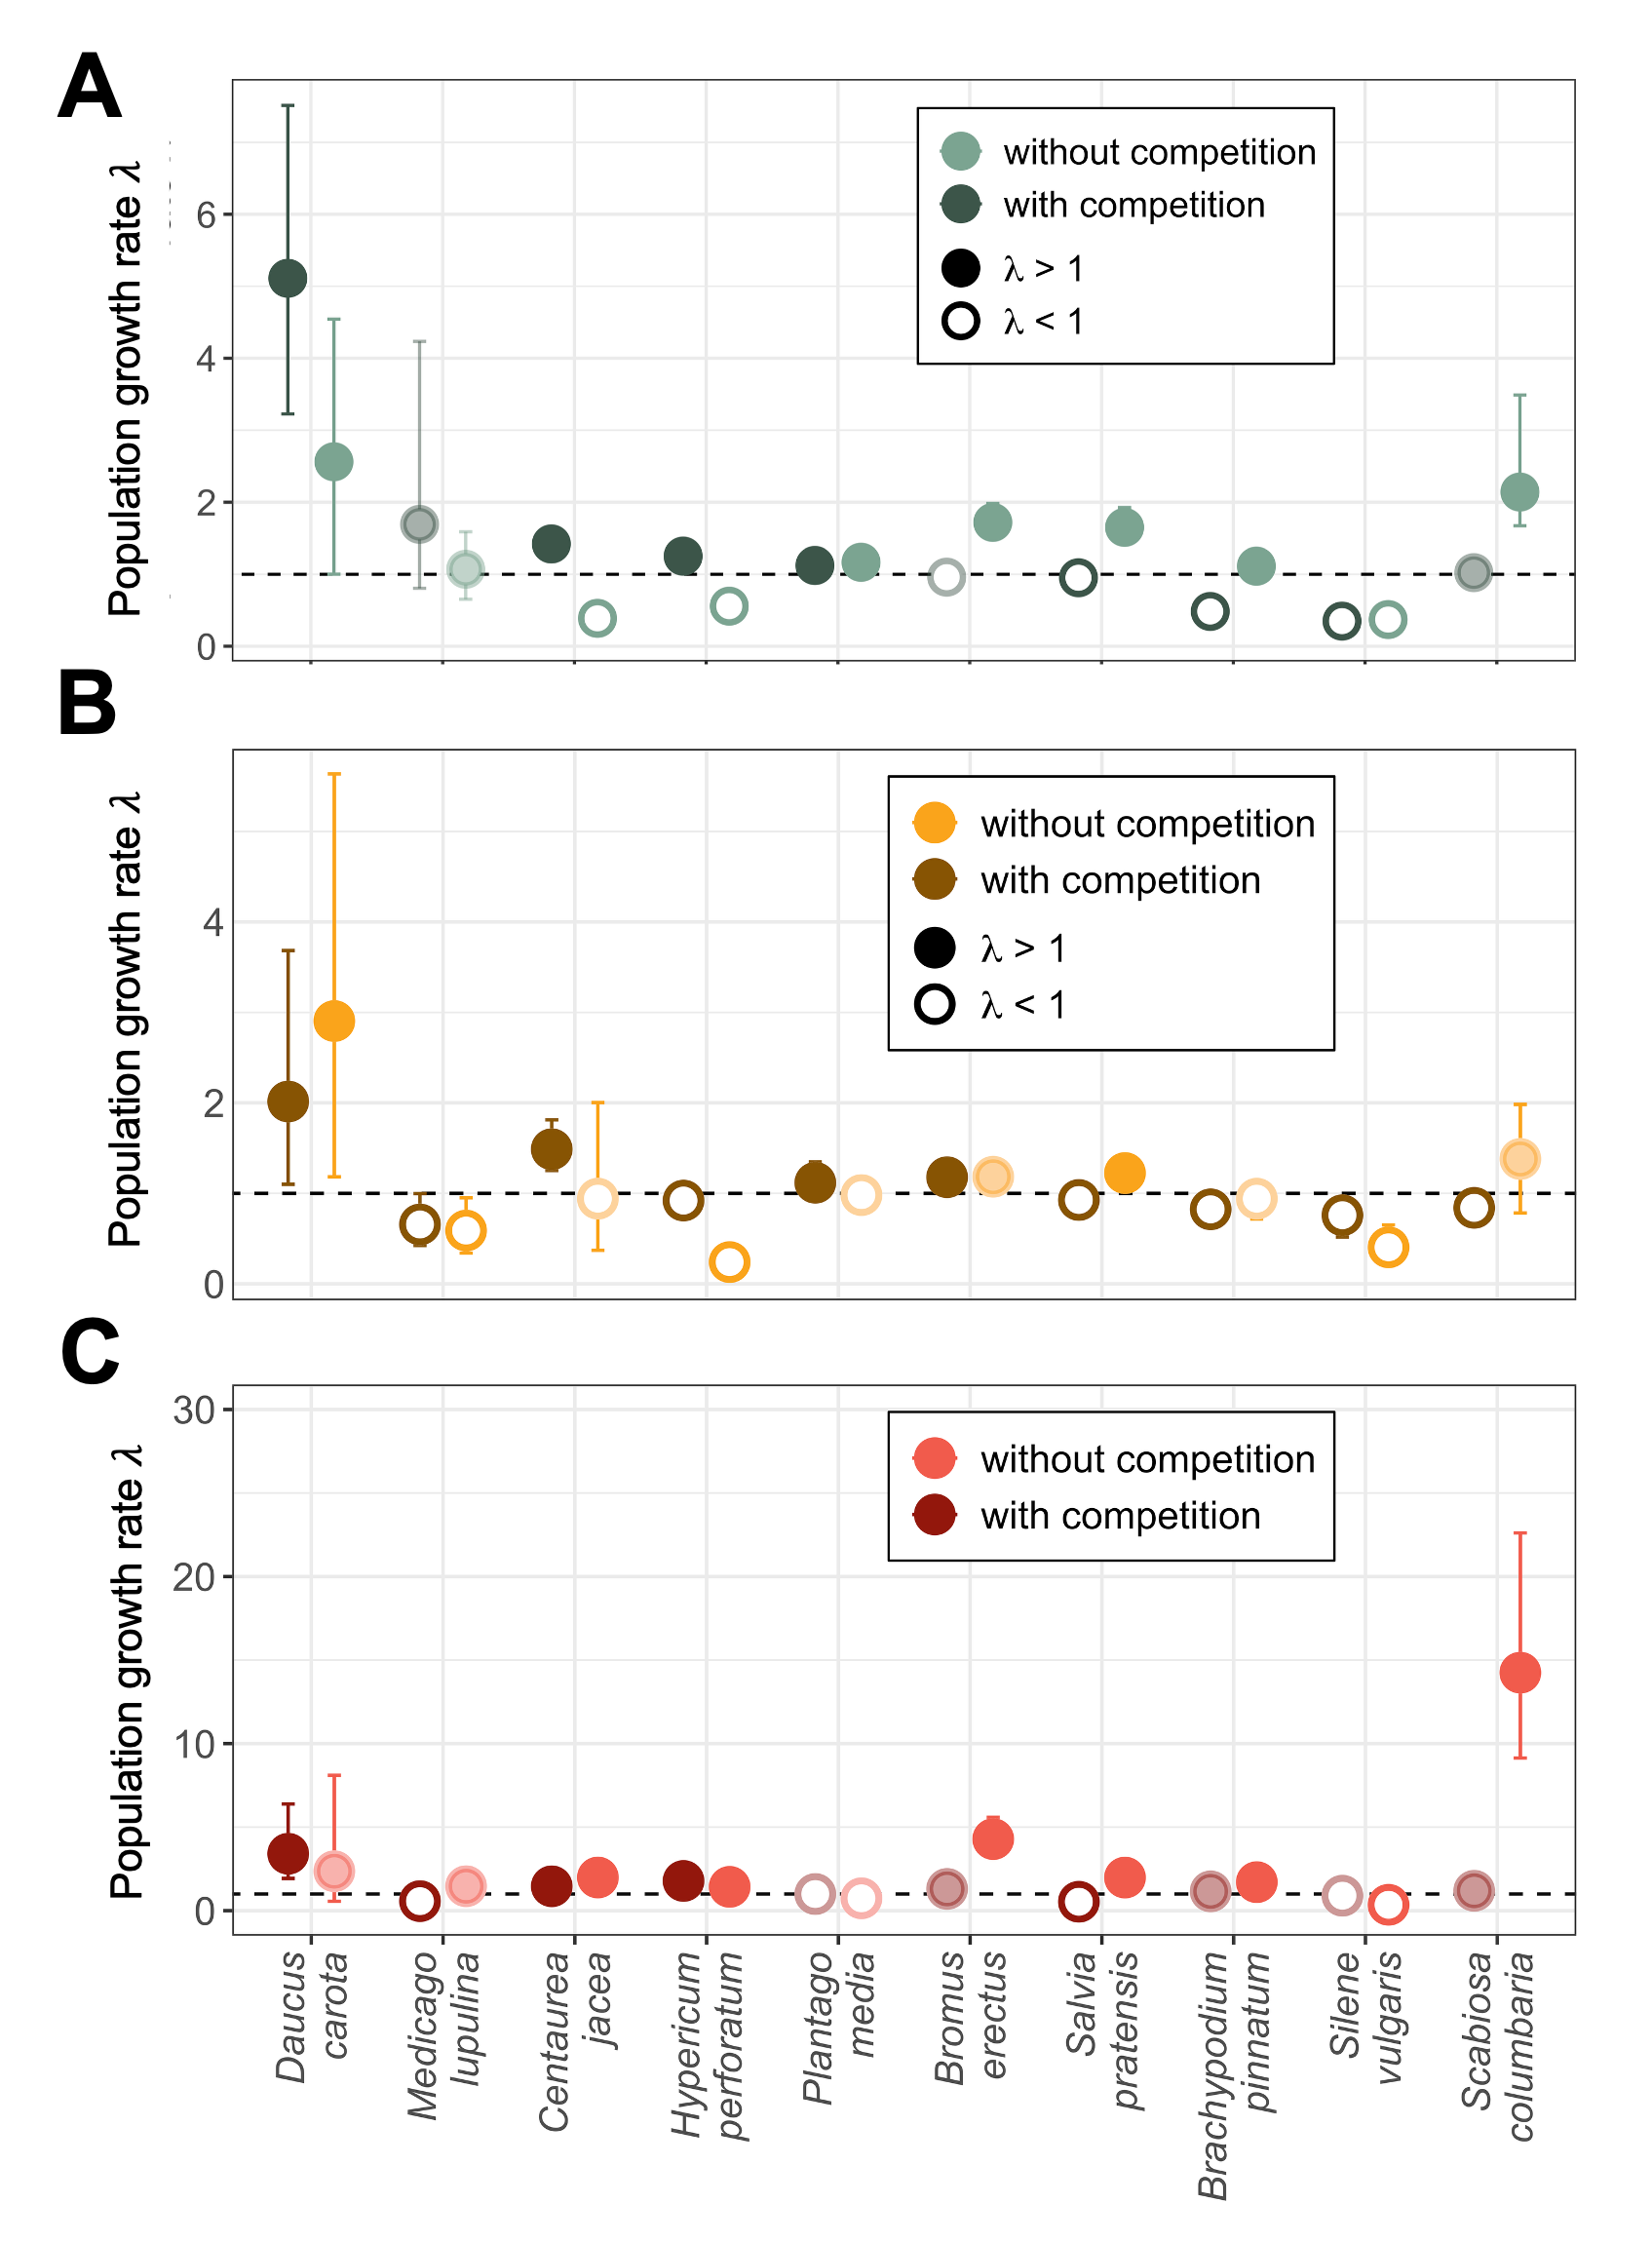 A
Population growth rate λ
6
4
2
0
without competition
with competition
λ > 1
λ < 1
B
Population growth rate λ
4
2
0
without competition
with competition
λ > 1
λ < 1
C
Population growth rate λ
30
20
10
0
without competition
with competition
Daucus
carota
Medicago
lupulina
Centaurea
jacea
Hypericum
perforatum
Plantago
media
Bromus
erectus
Salvia
pratensis
Brachypodium
pinnatum
Silene
vulgaris
Scabiosa
columbaria